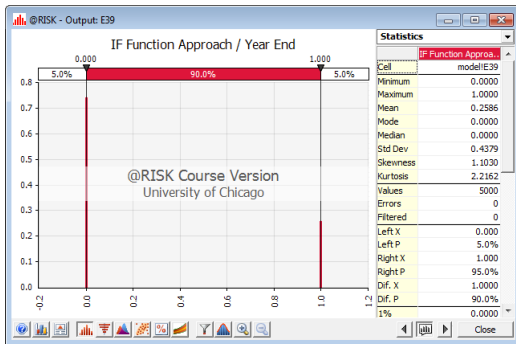 @RISK - Output: E39
IF Function Approach / Year End
0.000 1.000
5.0% 90.0% 5.0%
0.8
0.7
0.6
0.5
0.4
0.3
0.2
0.1
0.0
-0.2 0.0 0.2 0.4 0.6 0.8 1.0 1.2
@RISK Course Version
University of Chicago
Statistics
IF Function Approa...
Cell model!E39
Minimum 0.0000
Maximum 1.0000
Mean 0.2586
Mode 0.0000
Median 0.0000
Std Dev 0.4379
Skewness 1.1030
Kurtosis 2.2162
Values 5000
Errors 0
Filtered 0
Left X 0.000
Left P 5.0%
Right X 1.000
Right P 95.0%
Dif. X 1.0000
Dif. P 90.0%
1% 0.0000
Close